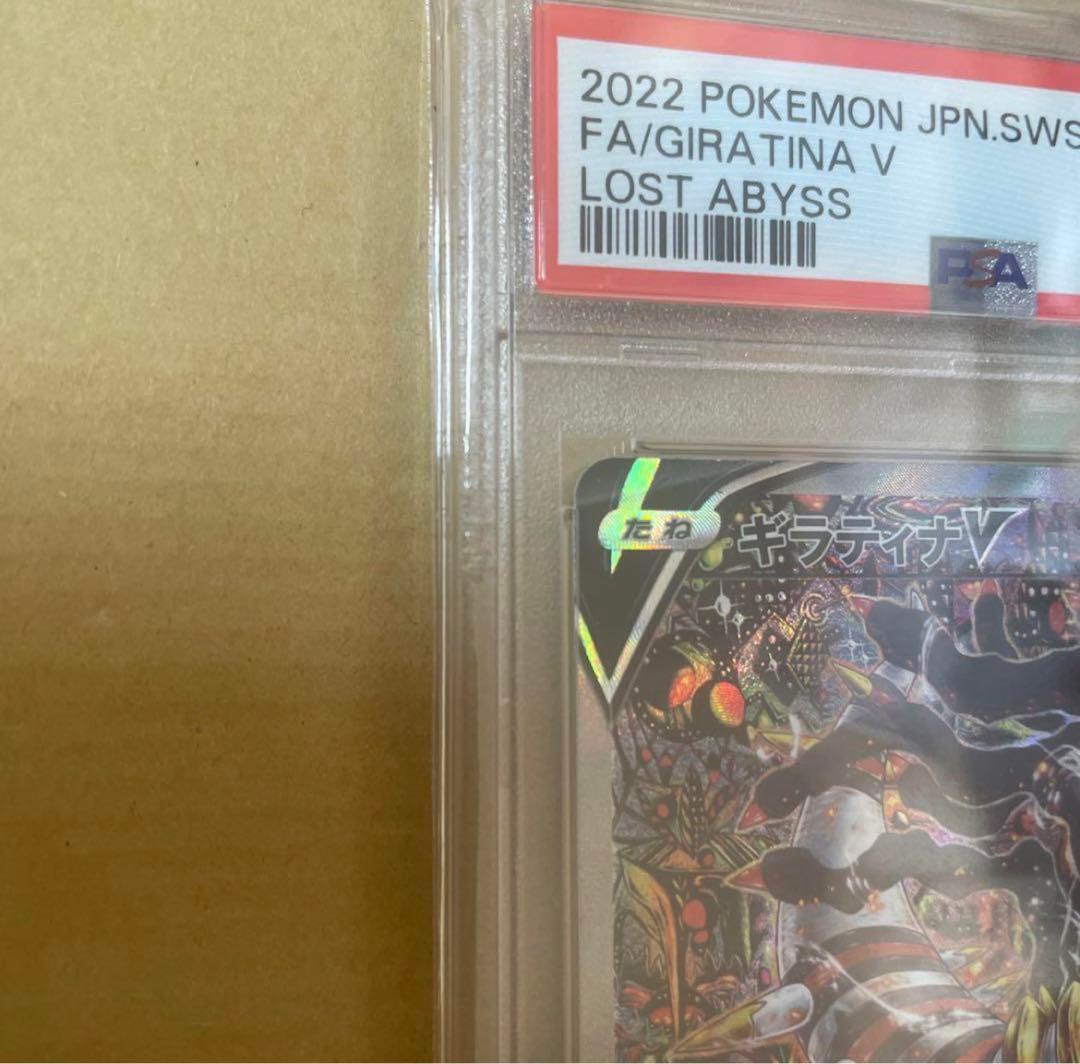 2022 POKEMON JPN.SWS
FA/GIRATINA V
LOST ABYSS
PSA
たね ギラティナV